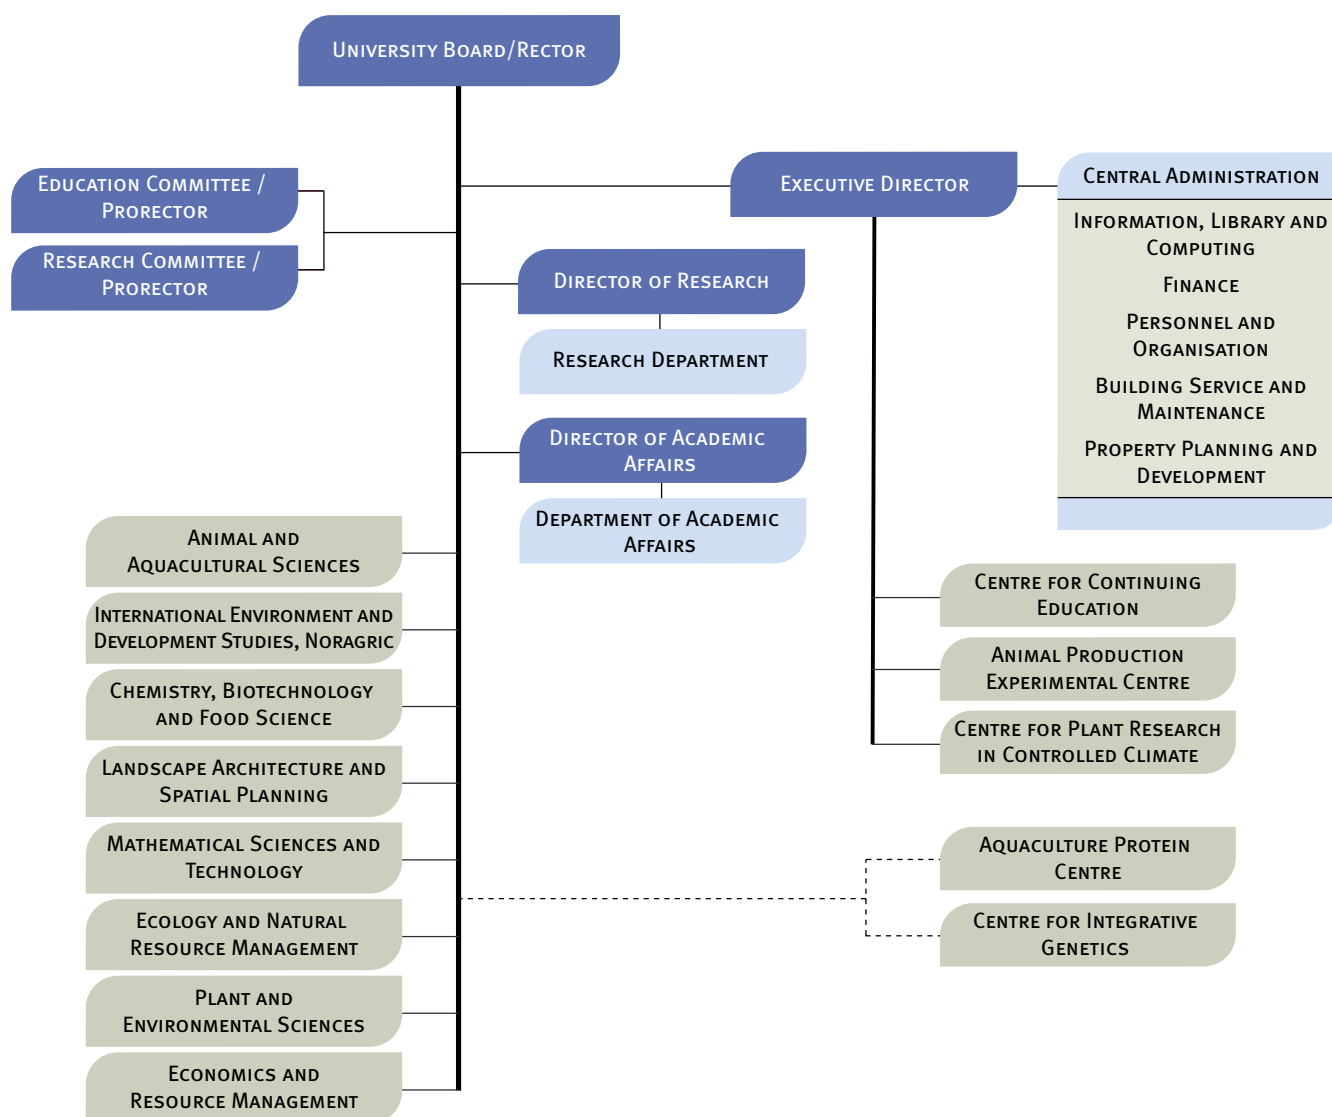 University Board/Rector
Education Committee /
Prorector
Research Committee /
Prorector
Executive Director
Central Administration
Information, Library and
Computing
Finance
Personnel and
Organisation
Building Service and
Maintenance
Property Planning and
Development
Director of Research
Research Department
Director of Academic
Affairs
Department of Academic
Affairs
Animal and
Aquacultural Sciences
International Environment and
Development Studies, Noragric
Chemistry, Biotechnology
and Food Science
Landscape Architecture and
Spatial Planning
Mathematical Sciences and
Technology
Ecology and Natural
Resource Management
Plant and
Environmental Sciences
Economics and
Resource Management
Centre for Continuing
Education
Animal Production
Experimental Centre
Centre for Plant Research
in Controlled Climate
Aquaculture Protein
Centre
Centre for Integrative
Genetics